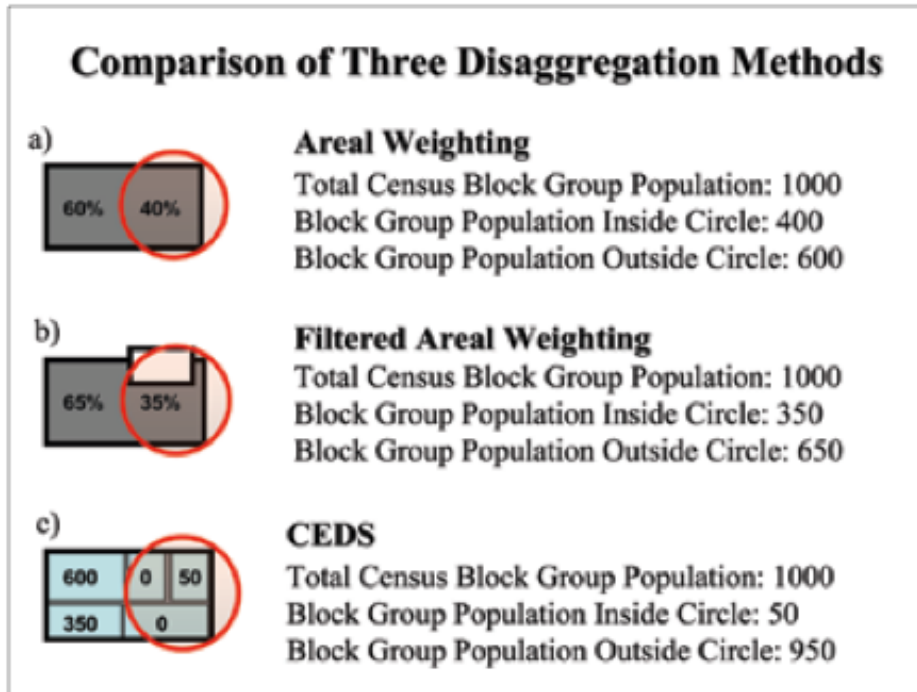 Comparison of Three Disaggregation Methods
a)
60% 40%
Areal Weighting
Total Census Block Group Population: 1000
Block Group Population Inside Circle: 400
Block Group Population Outside Circle: 600
b)
65% 35%
Filtered Areal Weighting
Total Census Block Group Population: 1000
Block Group Population Inside Circle: 350
Block Group Population Outside Circle: 650
c)
600 0 50
350 0
CEDS
Total Census Block Group Population: 1000
Block Group Population Inside Circle: 50
Block Group Population Outside Circle: 950